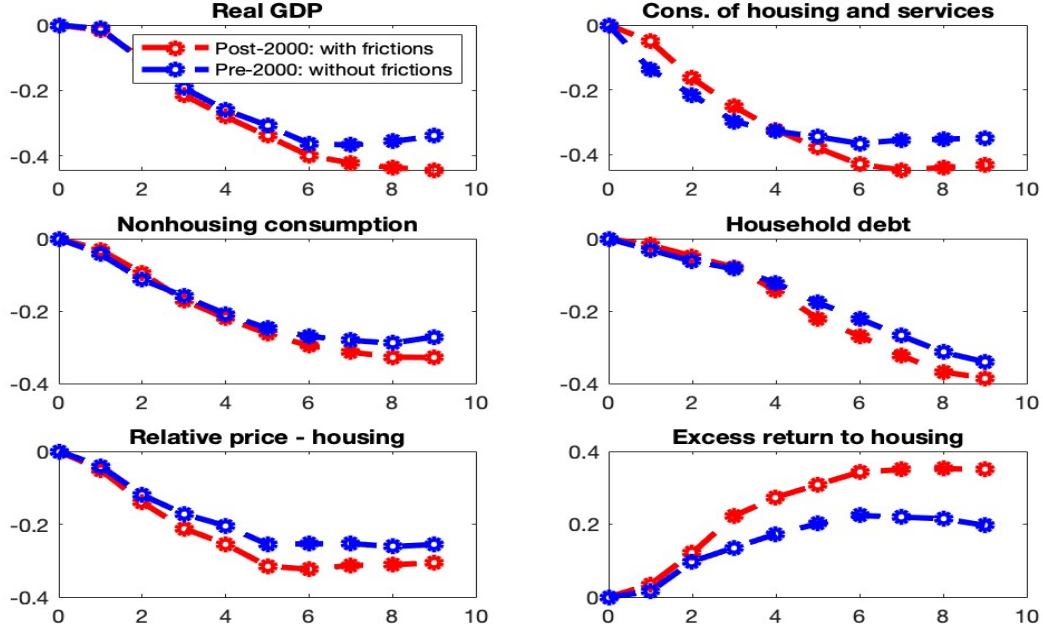 Real GDP
Post-2000: with frictions
Pre-2000: without frictions
0
-0.2
-0.4
0 2 4 6 8 10
Cons. of housing and services
0
-0.2
-0.4
0 2 4 6 8 10
Nonhousing consumption
0
-0.2
-0.4
0 2 4 6 8 10
Household debt
0
-0.2
-0.4
0 2 4 6 8 10
Relative price - housing
0
-0.2
-0.4
0 2 4 6 8 10
Excess return to housing
0.4
0.2
0
0 2 4 6 8 10